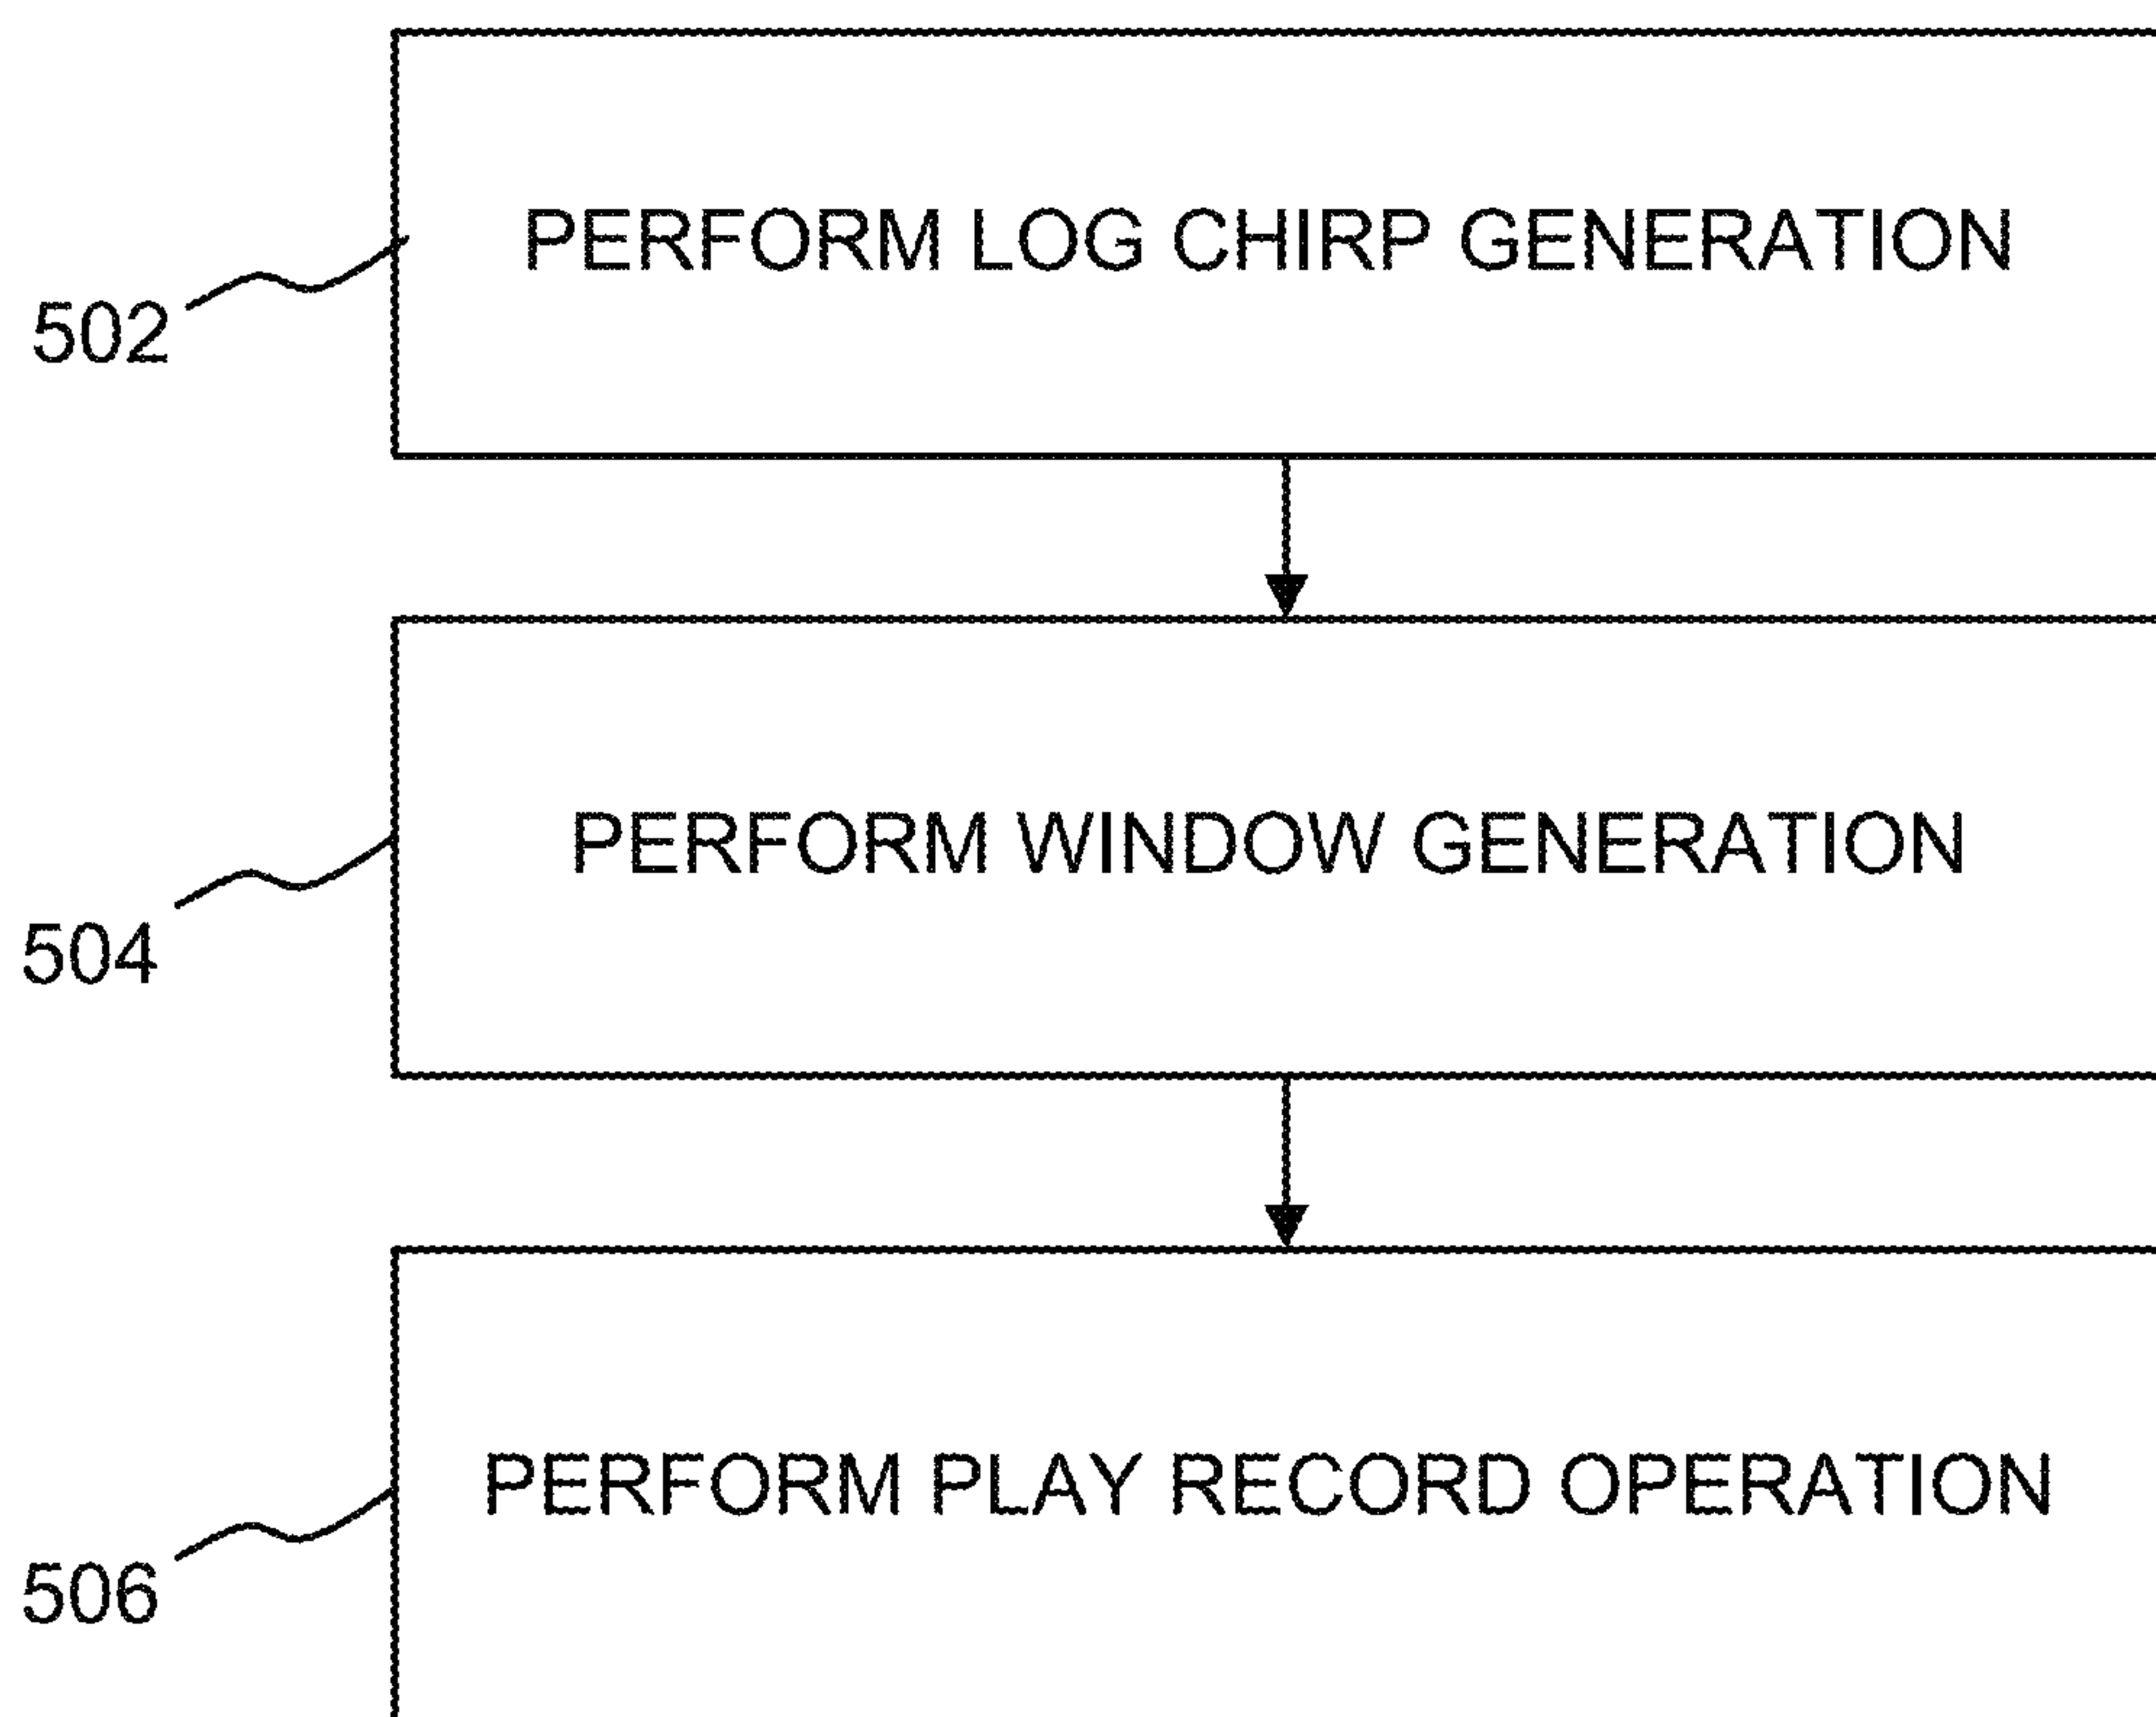 PERFORM LOG CHIRP GENERATION
502
PERFORM WINDOW GENERATION
504
PERFORM PLAY RECORD OPERATION
506